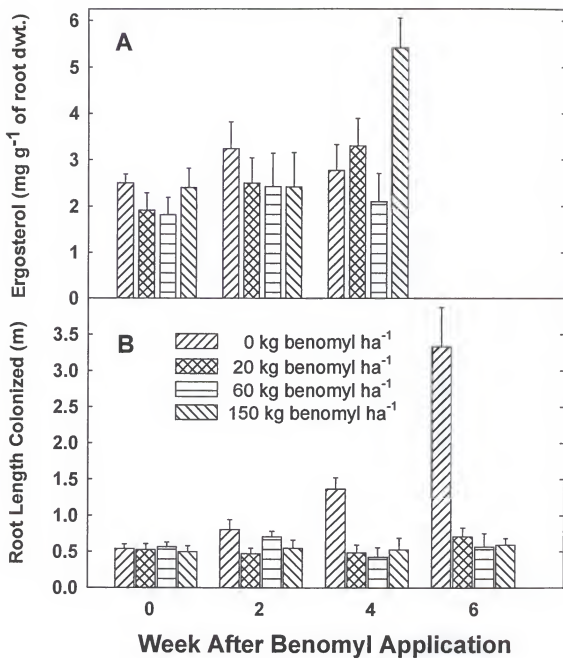 A
Ergosterol (mg g⁻¹ of root dwt.)
6
5
4
3
2
1
0
B
Root Length Colonized (m)
3.5
3.0
2.5
2.0
1.5
1.0
0.5
0.0
0 kg benomyl ha⁻¹
20 kg benomyl ha⁻¹
60 kg benomyl ha⁻¹
150 kg benomyl ha⁻¹
0 2 4 6
Week After Benomyl Application